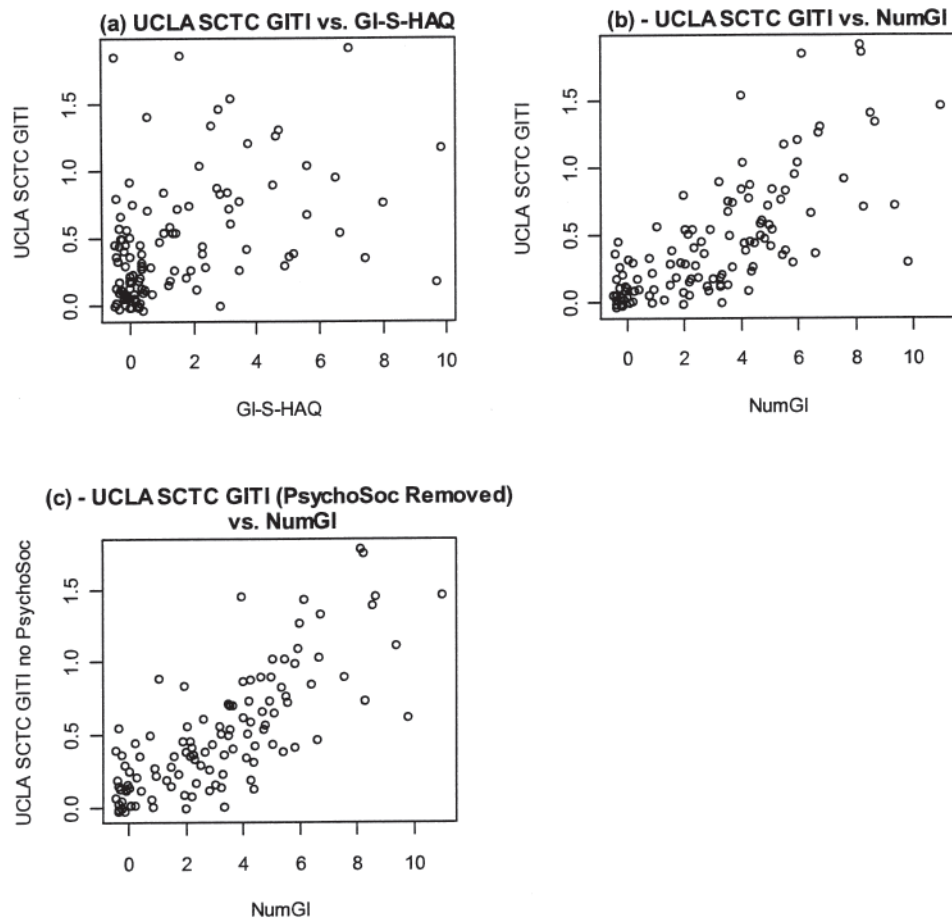 (a) UCLA SCTC GITI vs. GI-S-HAQ
UCLA SCTC GITI
0.0 0.5 1.0 1.5
0 2 4 6 8 10
GI-S-HAQ
(b) - UCLA SCTC GITI vs. NumGI
UCLA SCTC GITI
0.0 0.5 1.0 1.5
0 2 4 6 8 10
NumGI
(c) - UCLA SCTC GITI (PsychoSoc Removed)
vs. NumGI
UCLA SCTC GITI no PsychoSoc
0.0 0.5 1.0 1.5
0 2 4 6 8 10
NumGI